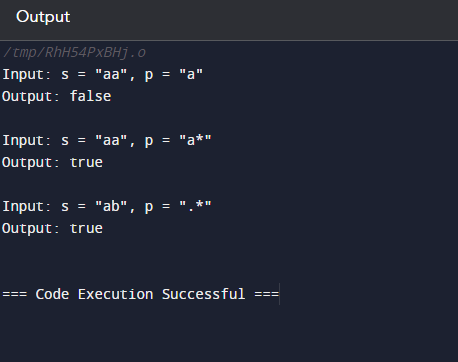 Output
/tmp/RhH54PxBHj.o
Input: s = "aa", p = "a"
Output: false
Input: s = "aa", p = "a*"
Output: true
Input: s = "ab", p = ".*"
Output: true
=== Code Execution Successful ===